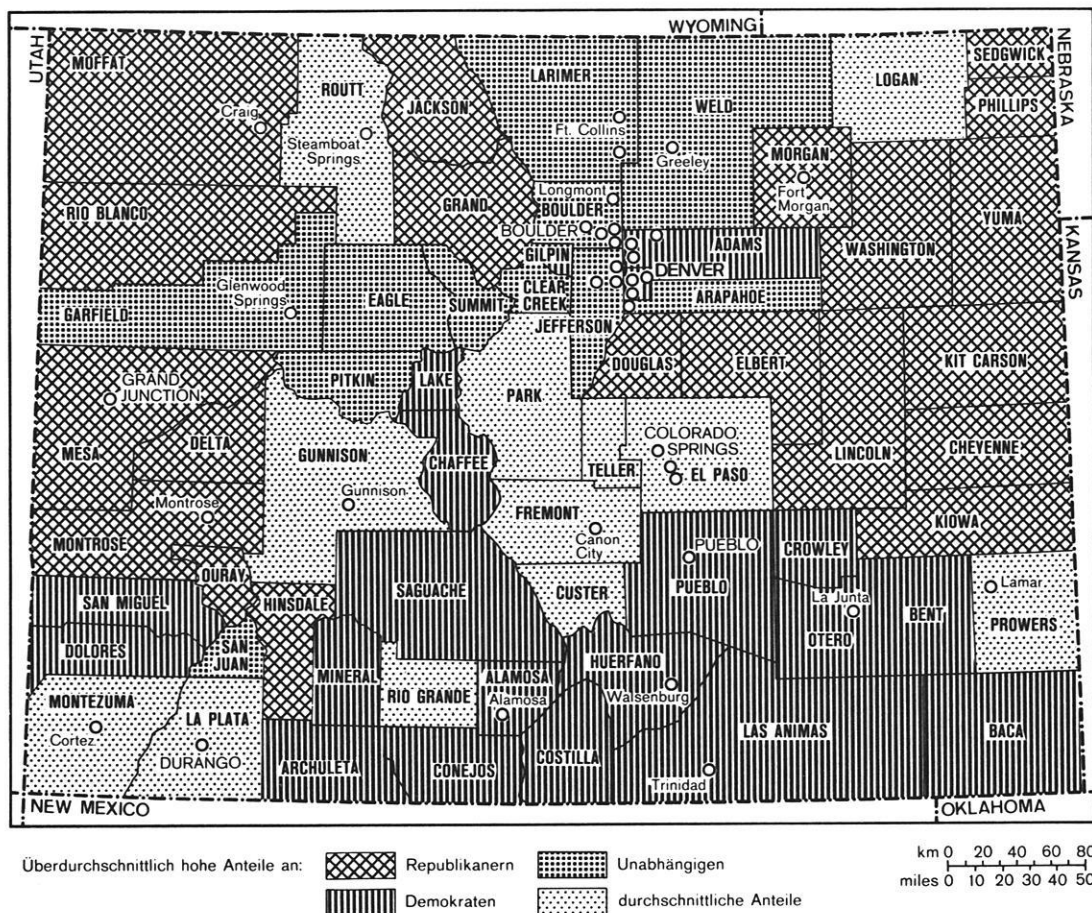 WYOMING
UTAH
NEBRASKA
KANSAS
MOFFAT
ROUTT
JACKSON
LARIMER
WELD
LOGAN
SEDGWICK
PHILLIPS
Craig
Steamboat
Springs
Ft. Collins
Greeley
MORGAN
Fort
Morgan
RIO BLANCO
GRAND
Longmont
BOULDER
BOULDER
YUMA
WASHINGTON
GILPIN
ADAMS
DENVER
Glenwood
Springs
EAGLE
SUMMIT
CLEAR
CREEK
ARAPAHOE
GARFIELD
JEFFERSON
GRAND
JUNCTION
PITKIN
LAKE
PARK
DOUGLAS
ELBERT
KIT CARSON
MESA
DELTA
GUNNISON
CHAFFEE
TELLER
COLORADO
SPRINGS
EL PASO
LINCOLN
CHEYENNE
Montrose
Gunnison
FREMONT
Canon
City
KIOWA
MONTROSE
OURAY
SAGUACHE
CUSTER
PUEBLO
PUEBLO
CROWLEY
La Junta
OTERO
BENT
Lamar
PROWERS
SAN MIGUEL
HINSDALE
DOLORES
SAN
JUAN
MINERAL
RIO GRANDE
ALAMOSA
Alamosa
HUERFANO
Walsenburg
MONTEZUMA
Cortez
LA PLATA
DURANGO
ARCHULETA
CONEJOS
COSTILLA
LAS ANIMAS
Trinidad
BACA
NEW MEXICO
OKLAHOMA
Überdurchschnittlich hohe Anteile an:
Republikanern
Unabhängigen
Demokraten
durchschnittliche Anteile
km 0 20 40 60 80
miles 0 10 20 30 40 50